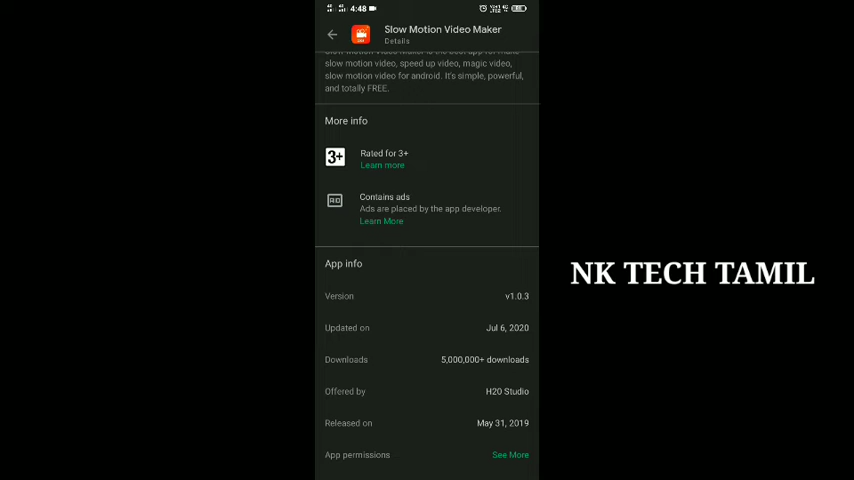 4:48
Slow Motion Video Maker
Details
slow motion video, speed up video, magic video,
slow motion video for android. It's simple, powerful,
and totally FREE.
More info
3+
Rated for 3+
Learn more
AD
Contains ads
Ads are placed by the app developer.
Learn More
App info
Version v1.0.3
Updated on Jul 6, 2020
Downloads 5,000,000+ downloads
Offered by H20 Studio
Released on May 31, 2019
App permissions See More
NK TECH TAMIL